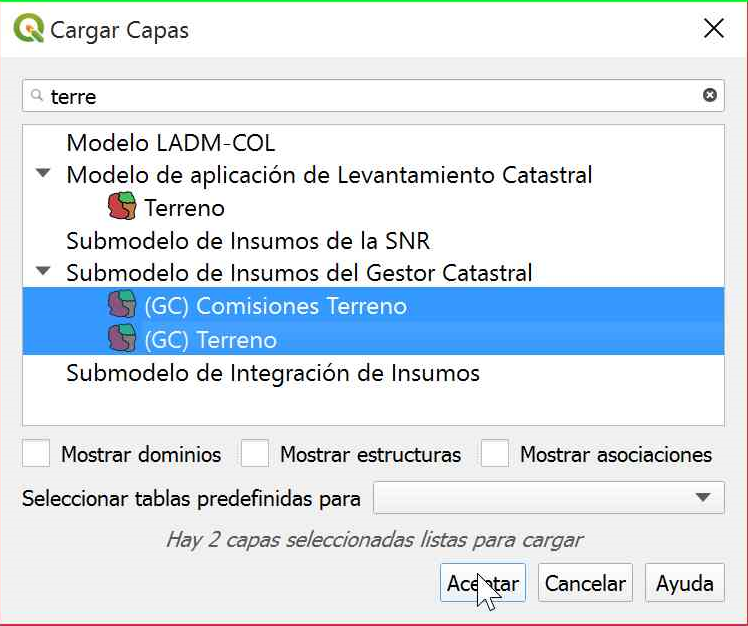 Cargar Capas
terre
Modelo LADM-COL
Modelo de aplicación de Levantamiento Catastral
Terreno
Submodelo de Insumos de la SNR
Submodelo de Insumos del Gestor Catastral
(GC) Comisiones Terreno
(GC) Terreno
Submodelo de Integración de Insumos
Mostrar dominios Mostrar estructuras Mostrar asociaciones
Seleccionar tablas predefinidas para
Hay 2 capas seleccionadas listas para cargar
Aceptar Cancelar Ayuda